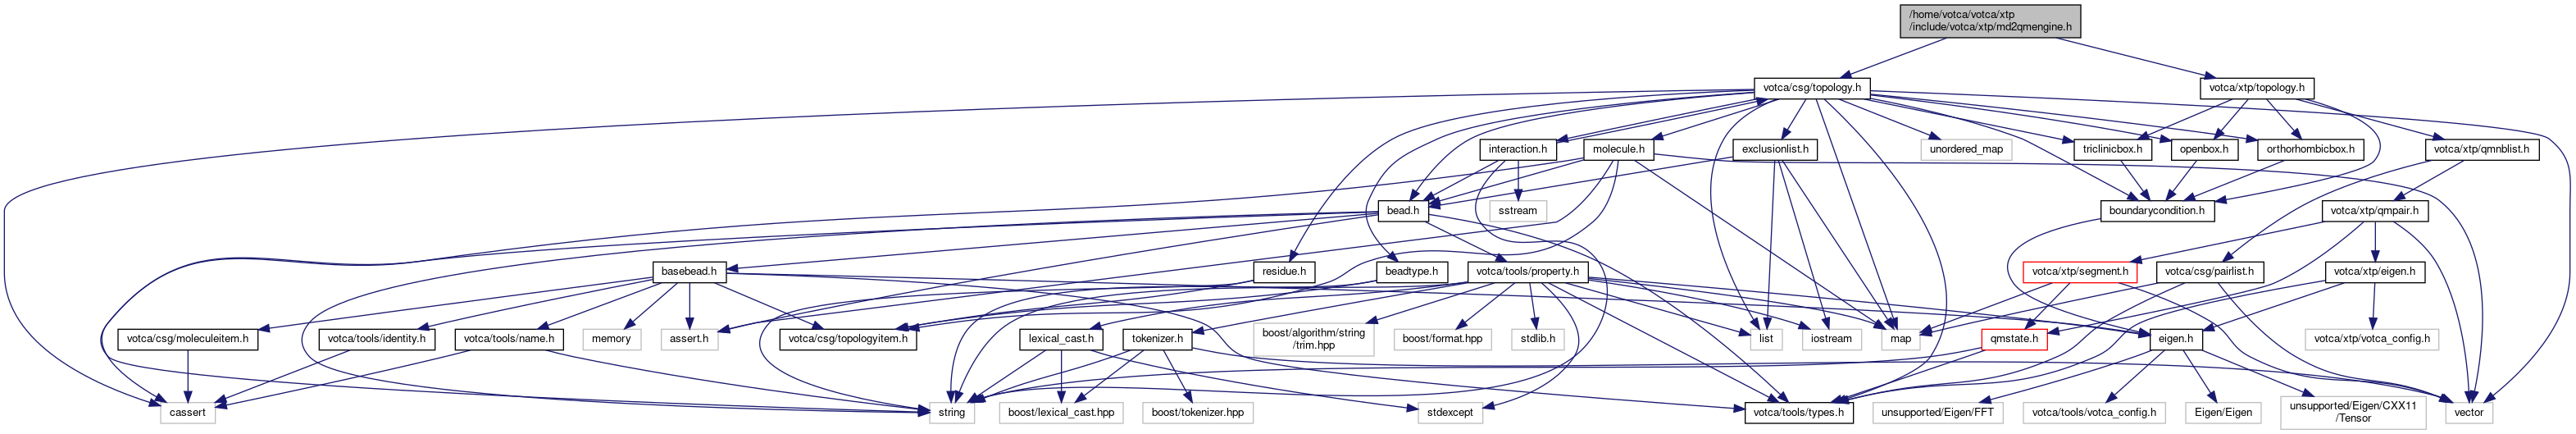 /home/votca/votca/xtp
/include/votca/xtp/md2qmengine.h
votca/csg/topology.h
votca/xtp/topology.h
interaction.h
molecule.h
exclusionlist.h
unordered_map
triclinicbox.h
openbox.h
orthorhombicbox.h
votca/xtp/qmnblist.h
bead.h
sstream
boundarycondition.h
votca/xtp/qmpair.h
basebead.h
residue.h
beadtype.h
votca/tools/property.h
votca/xtp/segment.h
votca/csg/pairlist.h
votca/xtp/eigen.h
votca/csg/moleculeitem.h
votca/tools/identity.h
votca/tools/name.h
memory
assert.h
votca/csg/topologyitem.h
lexical_cast.h
tokenizer.h
boost/algorithm/string
/trim.hpp
boost/format.hpp
stdlib.h
list
iostream
map
qmstate.h
eigen.h
votca/xtp/votca_config.h
cassert
string
boost/lexical_cast.hpp
boost/tokenizer.hpp
stdexcept
votca/tools/types.h
unsupported/Eigen/FFT
votca/tools/votca_config.h
Eigen/Eigen
unsupported/Eigen/CXX11
/Tensor
vector